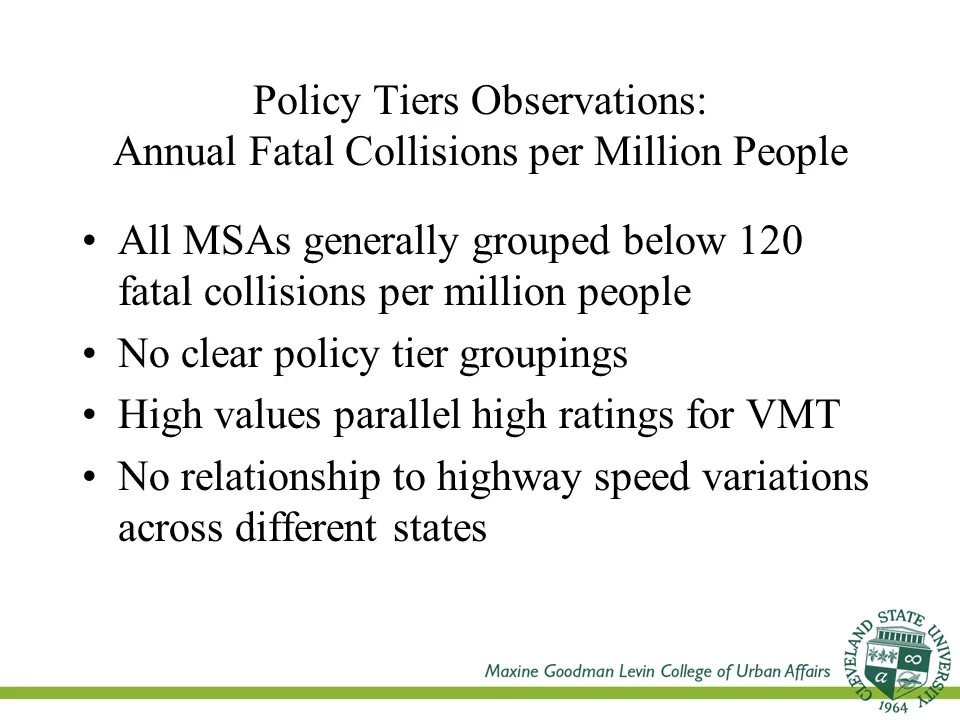 Policy Tiers Observations:
Annual Fatal Collisions per Million People
• All MSAs generally grouped below 120
fatal collisions per million people
• No clear policy tier groupings
• High values parallel high ratings for VMT
• No relationship to highway speed variations
across different states
Maxine Goodman Levin College of Urban Affairs
CLEVELAND STATE UNIVERSITY
1964